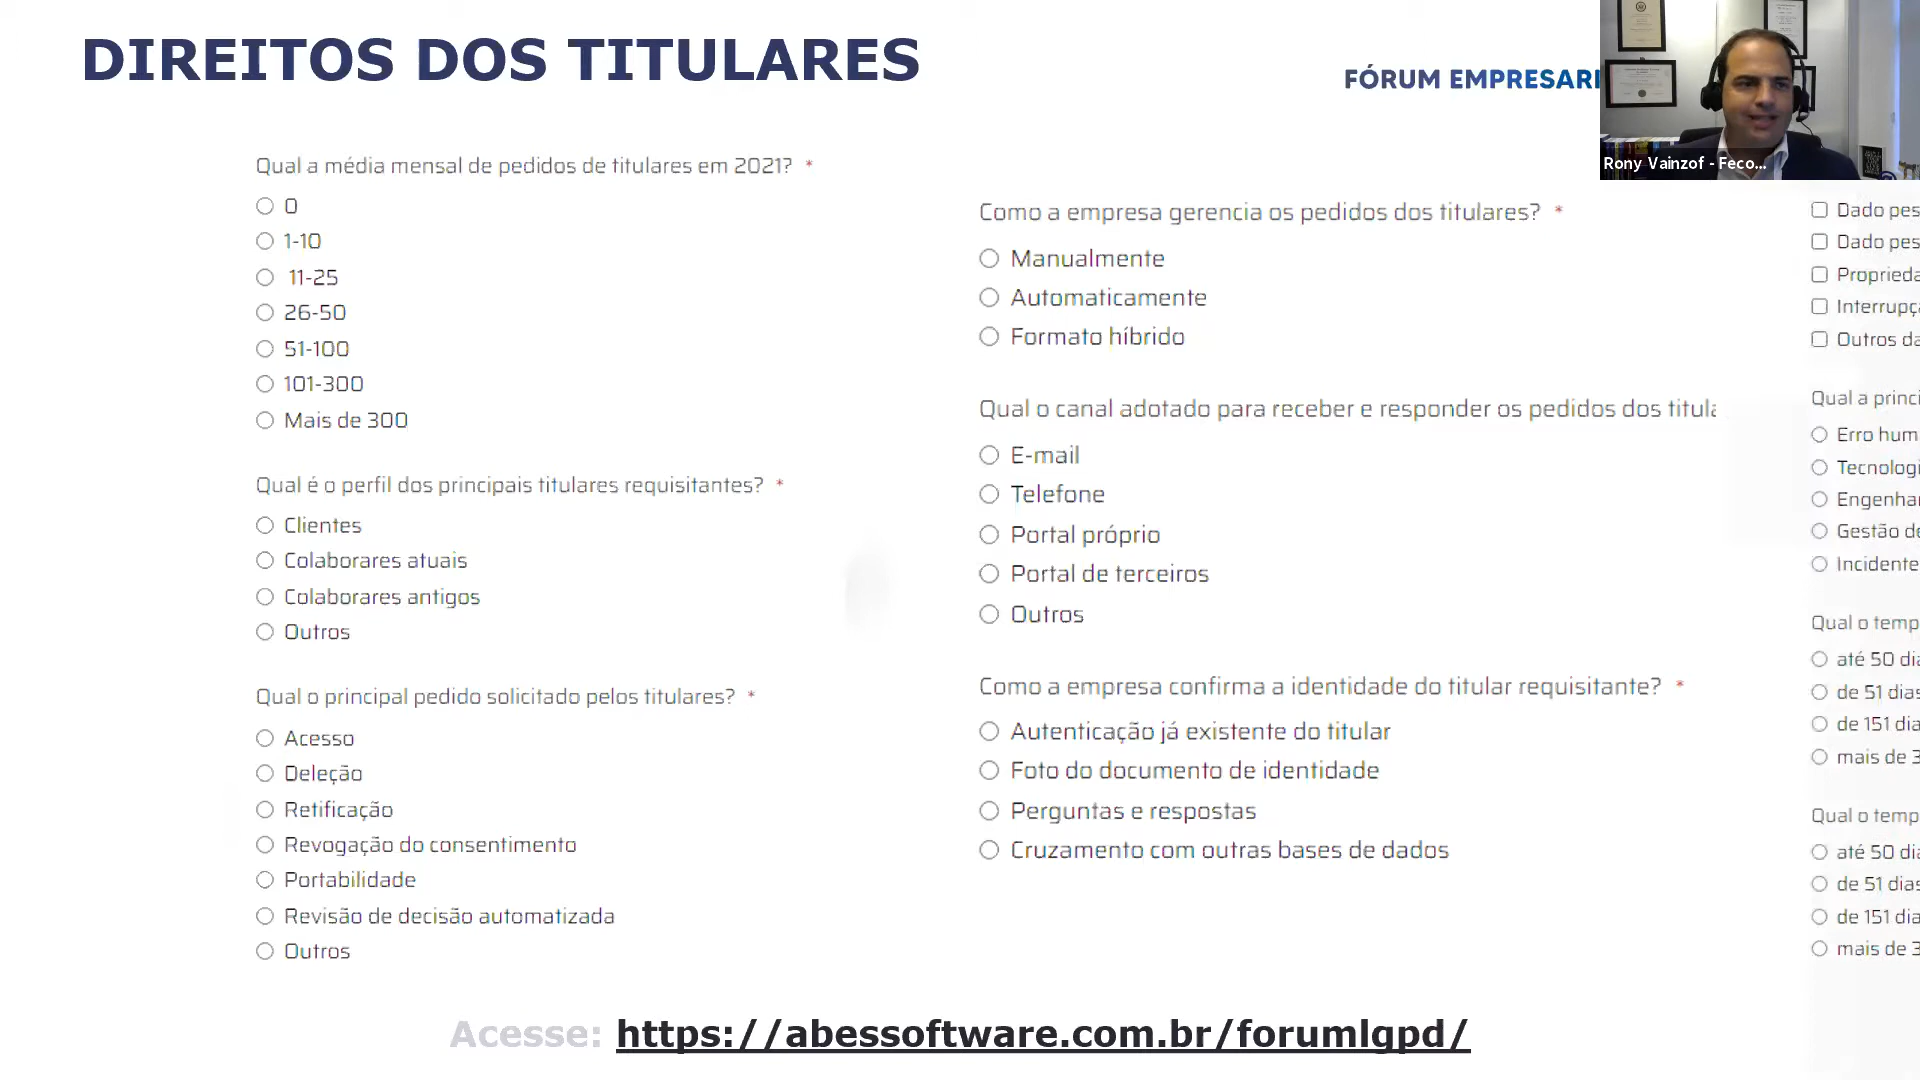 DIREITOS DOS TITULARES
FÓRUM EMPRESARI
Rony Vainzof - Feco...
Qual a média mensal de pedidos de titulares em 2021? *
0
1-10
11-25
26-50
51-100
101-300
Mais de 300
Qual é o perfil dos principais titulares requisitantes? *
Clientes
Colaborares atuais
Colaborares antigos
Outros
Qual o principal pedido solicitado pelos titulares? *
Acesso
Deleção
Retificação
Revogação do consentimento
Portabilidade
Revisão de decisão automatizada
Outros
Como a empresa gerencia os pedidos dos titulares? *
Manualmente
Automaticamente
Formato híbrido
Qual o canal adotado para receber e responder os pedidos dos titula
E-mail
Telefone
Portal próprio
Portal de terceiros
Outros
Como a empresa confirma a identidade do titular requisitante? *
Autenticação já existente do titular
Foto do documento de identidade
Perguntas e respostas
Cruzamento com outras bases de dados
Dado pes
Dado pes
Proprieda
Interrupç
Outros da
Qual a princi
Erro hum
Tecnologi
Engenhar
Gestão de
Incidente
Qual o temp
até 50 dia
de 51 dias
de 151 dia
mais de 3
Qual o temp
até 50 dia
de 51 dias
de 151 dia
mais de 3
Acesse: https://abessoftware.com.br/forumlgpd/